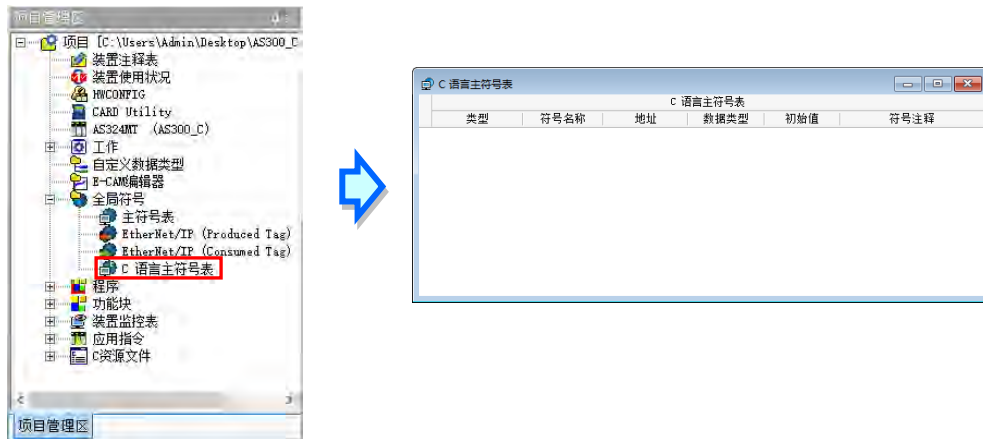 项目管理区
项目 [C:\Users\Admin\Desktop\AS300_C
装置注释表
装置使用状况
HWCONFIG
CARD Utility
AS324MT (AS300_C)
工作
自定义数据类型
E-CAM编辑器
全局符号
主符号表
EtherNet/IP (Produced Tag)
EtherNet/IP (Consumed Tag)
C 语言主符号表
程序
功能块
装置监控表
应用指令
C资源文件
项目管理区
C 语言主符号表
C 语言主符号表
类型 符号名称 地址 数据类型 初始值 符号注释